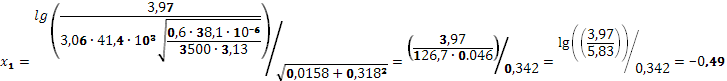 x₁ = lg(3,97 / (3,06 · 41,4 · 10² √((0,6 · 38,1 · 10⁻⁶) / (3500 · 3,13)))) / √(0,0158 + 0,318²) = (3,97 / (126,7 · 0.046)) / 0,342 = lg((3,97 / 5,83)) / 0,342 = −0,49